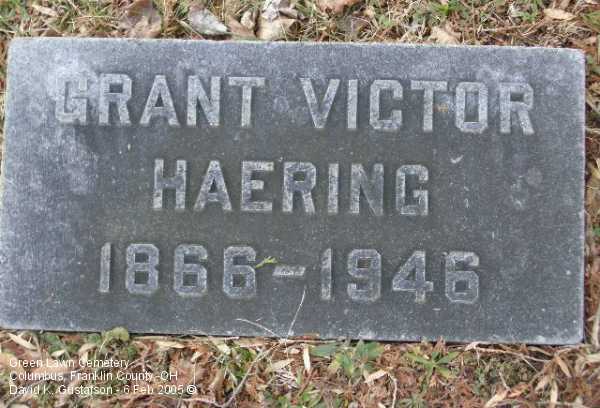 GRANT VICTOR
HAERING
1866-1946
Green Lawn Cemetery
Columbus, Franklin County, OH
David K. Gustafson - 6 Feb 2005 ©